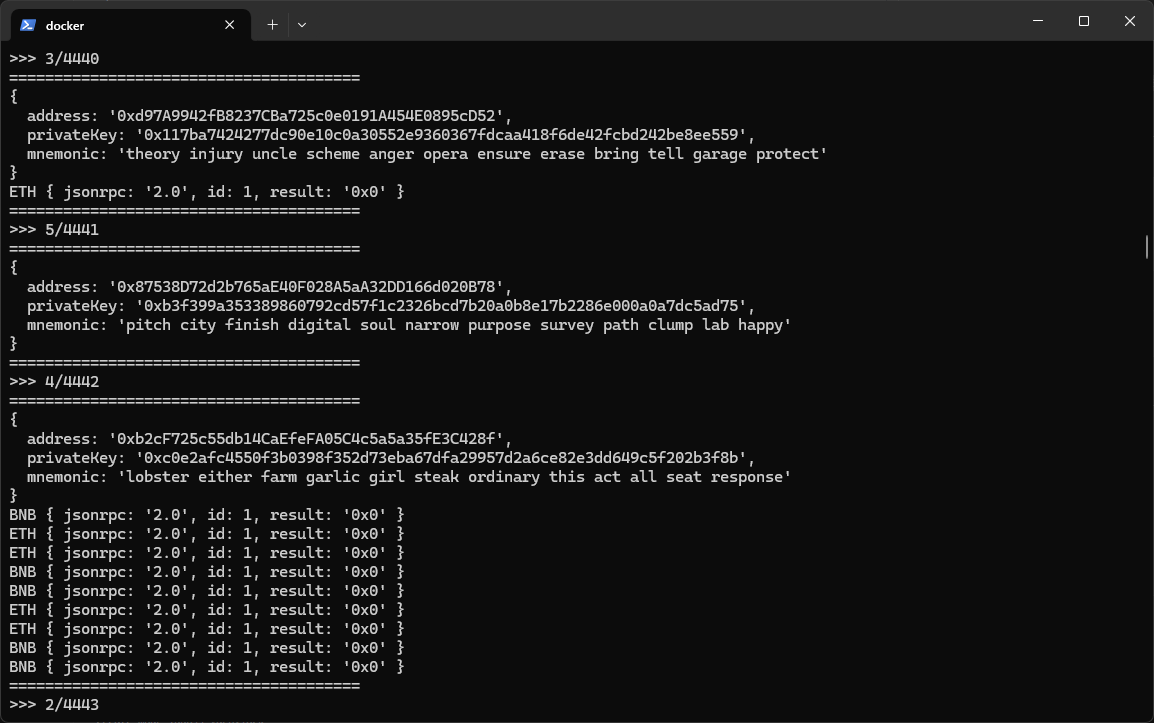 docker
>>> 3/4440
=======================================
{
  address: '0xd97A9942fB8237CBa725c0e0191A454E0895cD52',
  privateKey: '0x117ba7424277dc90e10c0a30552e9360367fdcaa418f6de42fcbd242be8ee559',
  mnemonic: 'theory injury uncle scheme anger opera ensure erase bring tell garage protect'
}
ETH { jsonrpc: '2.0', id: 1, result: '0x0' }
=======================================
>>> 5/4441
=======================================
{
  address: '0x87538D72d2b765aE40F028A5aA32DD166d020B78',
  privateKey: '0xb3f399a353389860792cd57f1c2326bcd7b20a0b8e17b2286e000a0a7dc5ad75',
  mnemonic: 'pitch city finish digital soul narrow purpose survey path clump lab happy'
}
=======================================
>>> 4/4442
=======================================
{
  address: '0xb2cF725c55db14CaEfeFA05C4c5a5a35fE3C428f',
  privateKey: '0xc0e2afc4550f3b0398f352d73eba67dfa29957d2a6ce82e3dd649c5f202b3f8b',
  mnemonic: 'lobster either farm garlic girl steak ordinary this act all seat response'
}
BNB { jsonrpc: '2.0', id: 1, result: '0x0' }
ETH { jsonrpc: '2.0', id: 1, result: '0x0' }
ETH { jsonrpc: '2.0', id: 1, result: '0x0' }
BNB { jsonrpc: '2.0', id: 1, result: '0x0' }
BNB { jsonrpc: '2.0', id: 1, result: '0x0' }
ETH { jsonrpc: '2.0', id: 1, result: '0x0' }
ETH { jsonrpc: '2.0', id: 1, result: '0x0' }
BNB { jsonrpc: '2.0', id: 1, result: '0x0' }
BNB { jsonrpc: '2.0', id: 1, result: '0x0' }
=======================================
>>> 2/4443